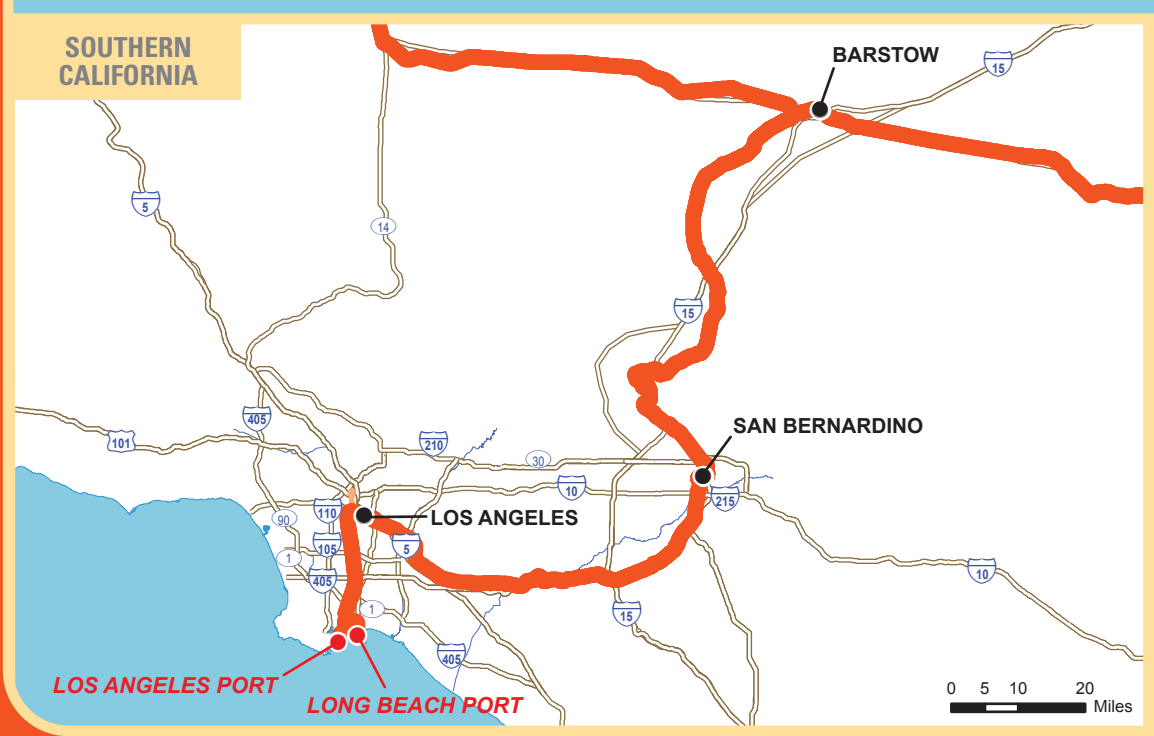 SOUTHERN
CALIFORNIA
BARSTOW
15
5
14
15
405
101
210
30
SAN BERNARDINO
10
215
110
LOS ANGELES
90
105
5
1
405
10
1
15
405
LOS ANGELES PORT
LONG BEACH PORT
0 5 10 20
Miles